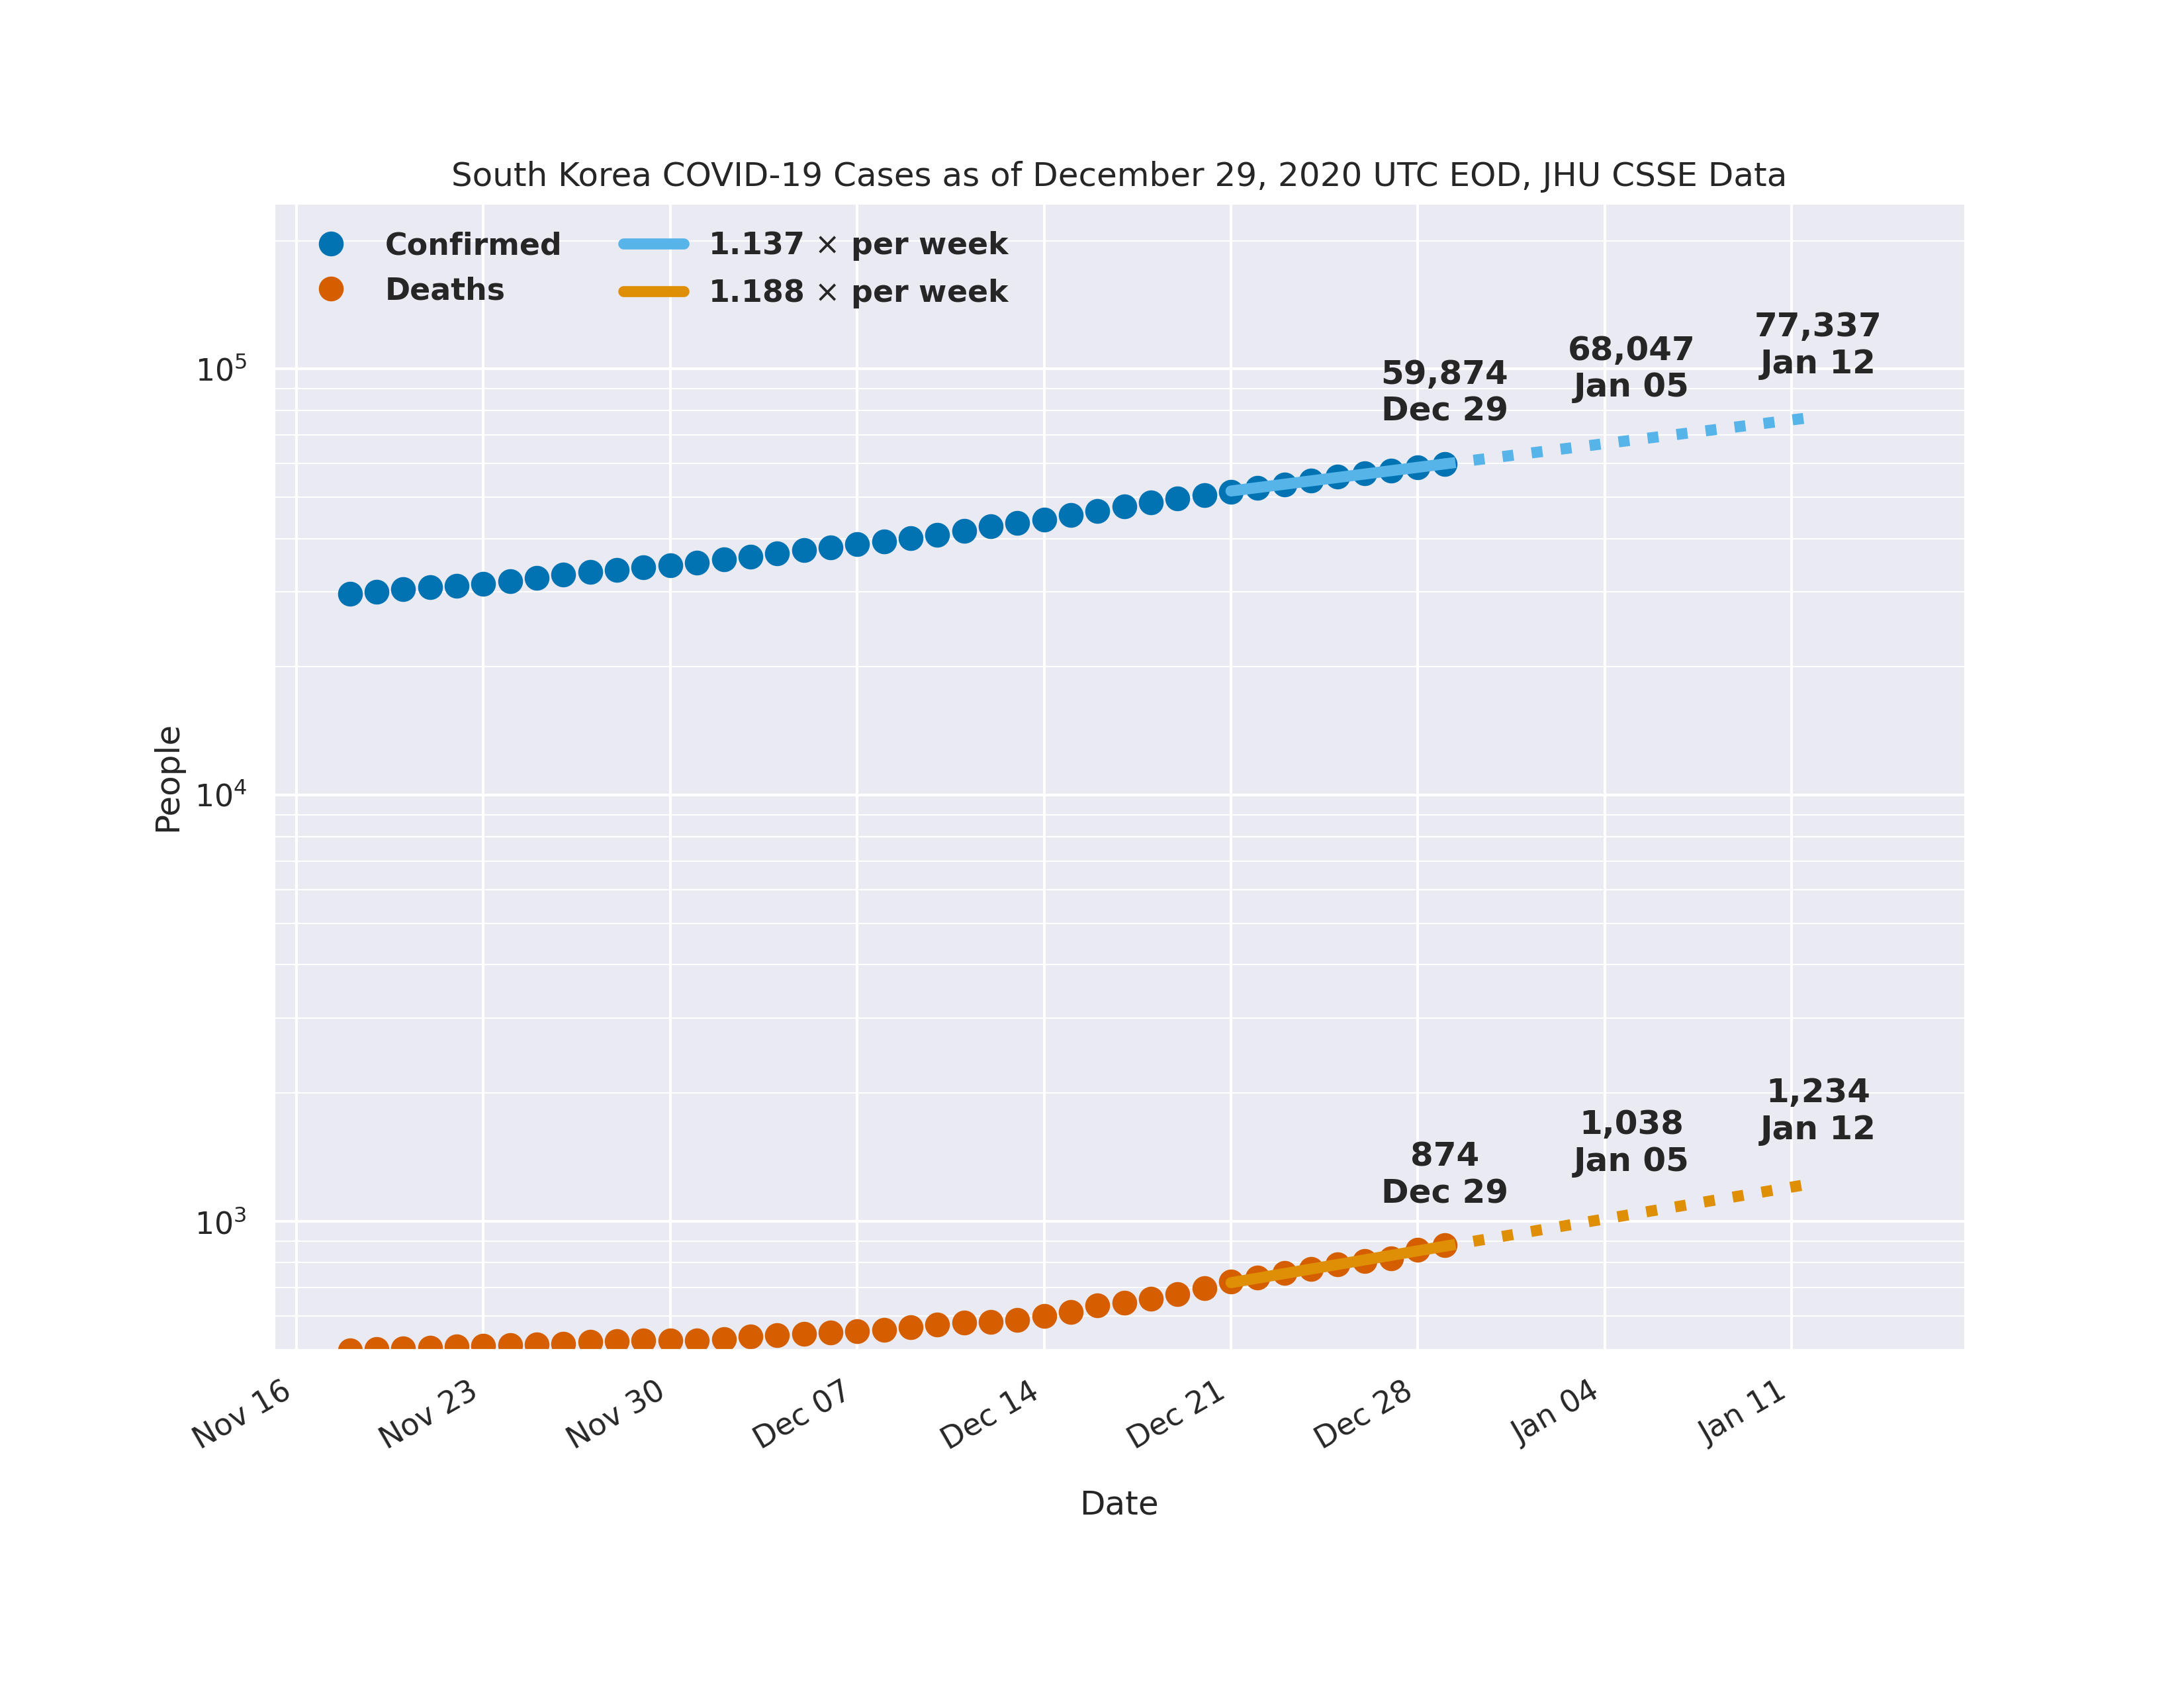 South Korea COVID-19 Cases as of December 29, 2020 UTC EOD, JHU CSSE Data
Confirmed
Deaths
1.137 × per week
1.188 × per week
77,337
Jan 12
68,047
Jan 05
59,874
Dec 29
1,234
Jan 12
1,038
Jan 05
874
Dec 29
People
10⁵
10⁴
10³
Nov 16
Nov 23
Nov 30
Dec 07
Dec 14
Dec 21
Dec 28
Jan 04
Jan 11
Date